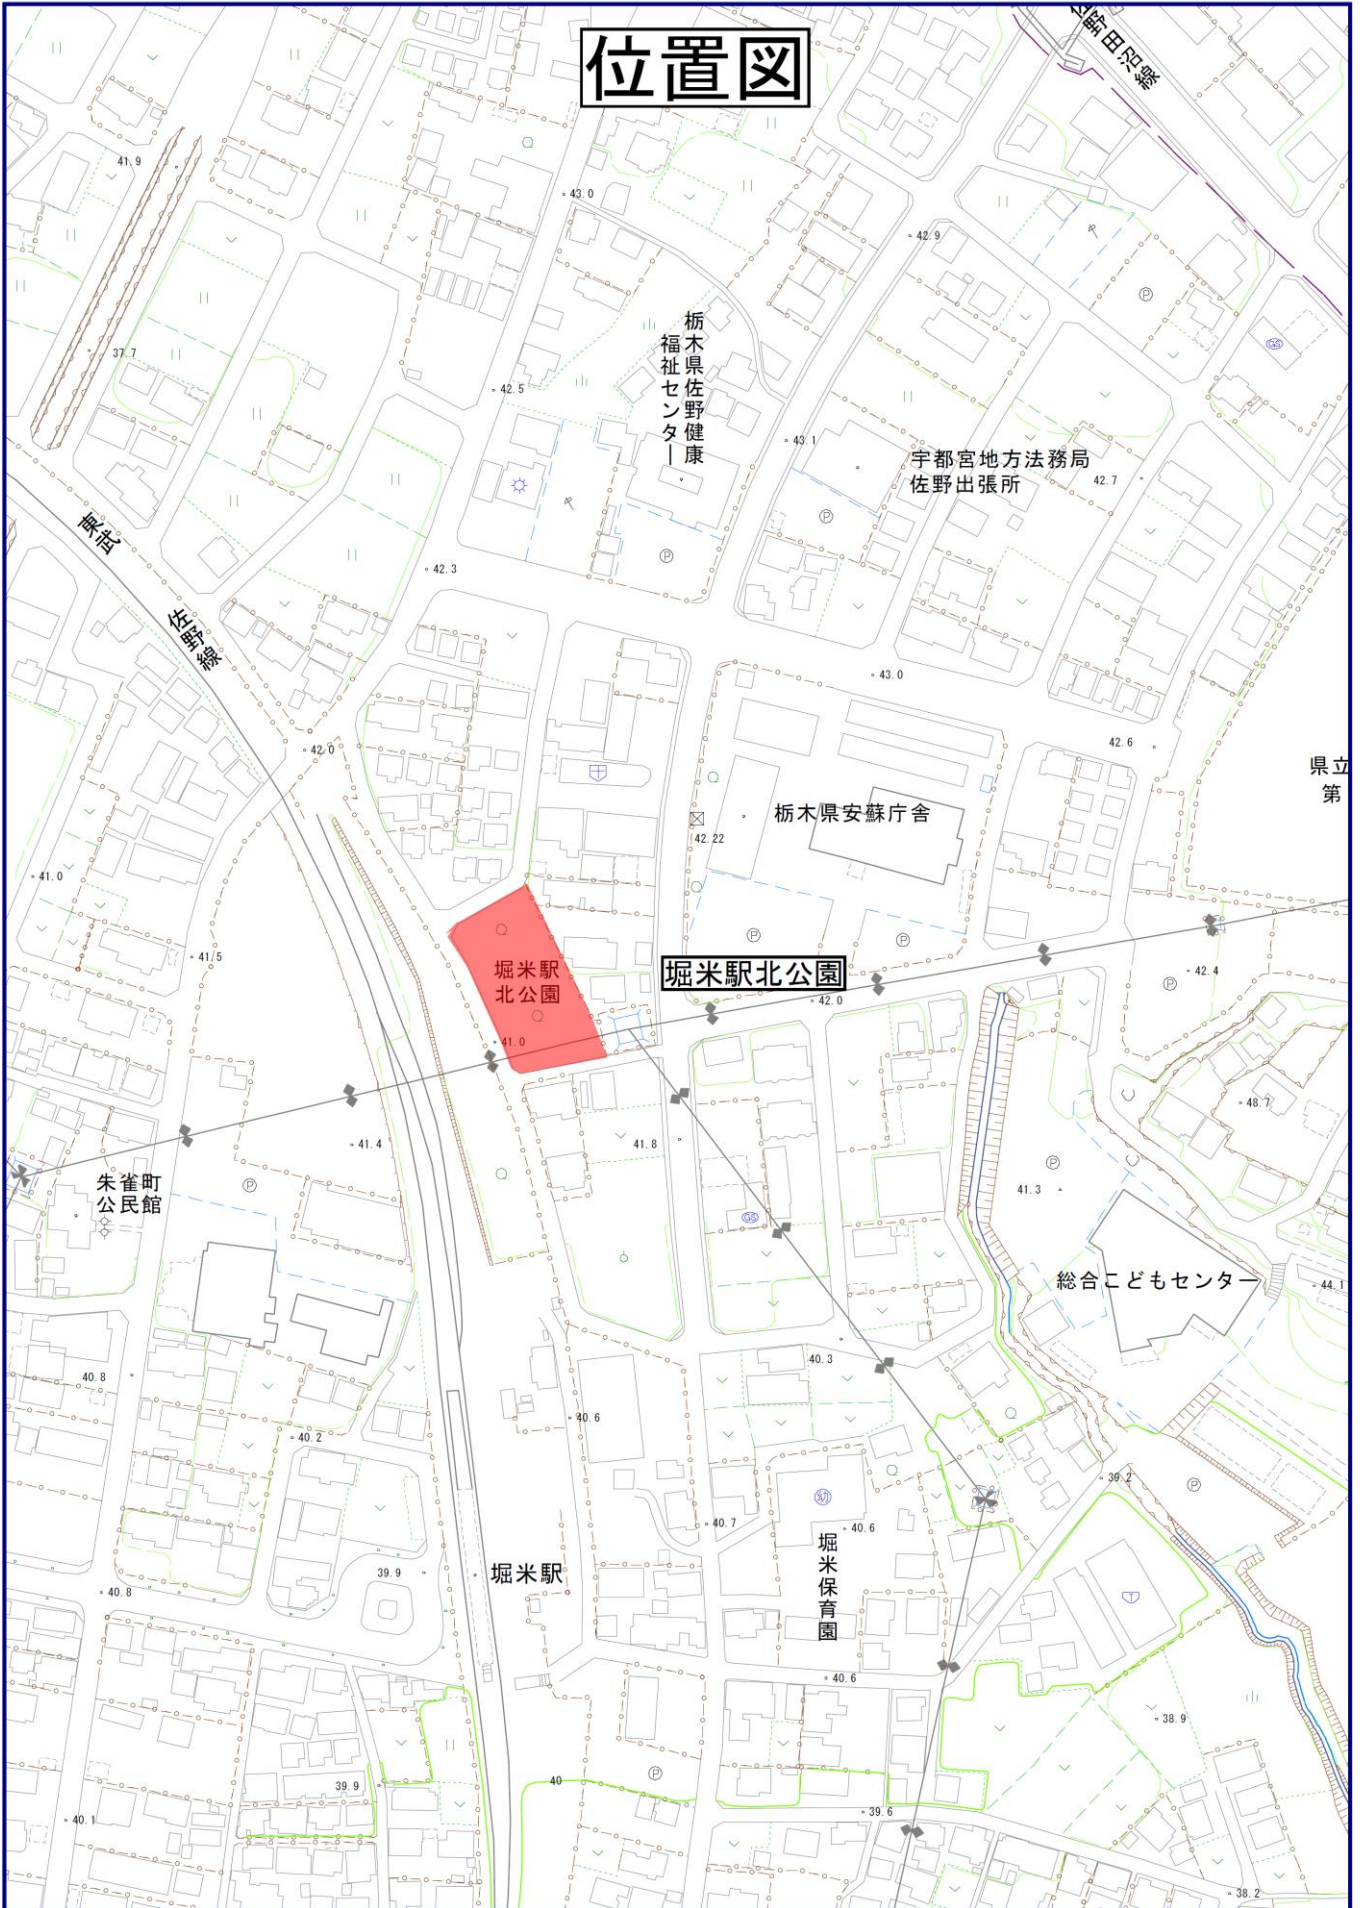 位置図
佐野田沼線
41.9
43.0
42.9
37.7
42.5
栃木県佐野健康
福祉センター
43.1
宇都宮地方法務局
佐野出張所
42.7
GS
P
P
P
東武
佐野線
42.3
43.0
42.0
42.6
県立
第
栃木県安蘇庁舎
42.22
41.0
41.5
堀米駅
北公園
堀米駅北公園
P
P
42.0
42.4
P
41.0
48.7
41.4
41.8
朱雀町
公民館
P
P
41.3
GS
総合こどもセンター
44.1
40.8
40.3
40.6
40.2
39.2
P
幼
40.7
40.6
堀米保育園
堀米駅
39.9
40.8
T
40.6
38.9
P
39.9
40
40.1
39.6
38.2